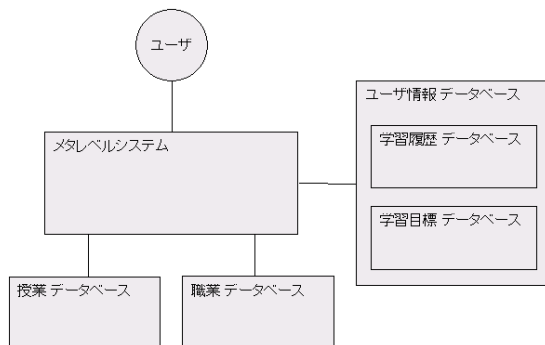 ユーザ
ユーザ情報 データベース
メタレベルシステム
学習履歴 データベース
学習目標 データベース
授業 データベース
職業 データベース